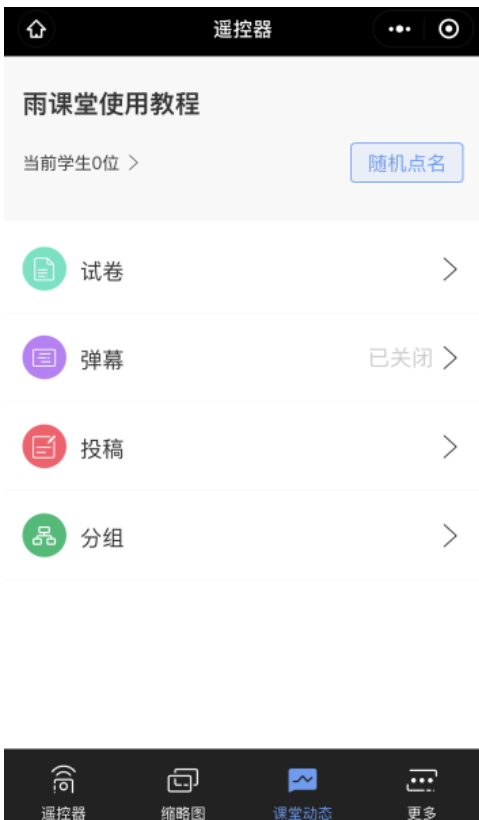 遥控器
雨课堂使用教程
当前学生0位
随机点名
试卷
弹幕 已关闭
投稿
分组
遥控器 缩略图 课堂动态 更多